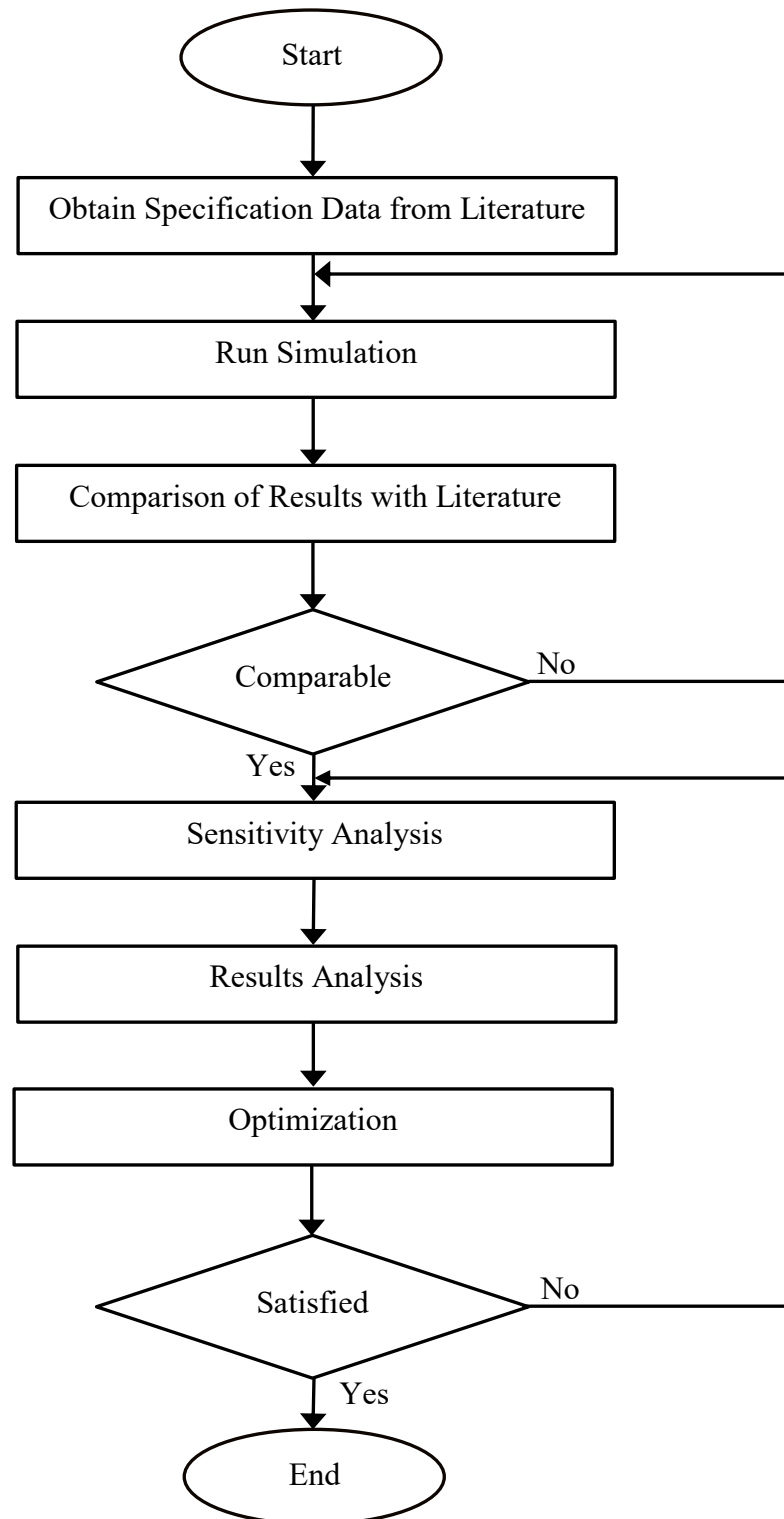 Start
Obtain Specification Data from Literature
Run Simulation
Comparison of Results with Literature
Comparable
No
Yes
Sensitivity Analysis
Results Analysis
Optimization
Satisfied
No
Yes
End